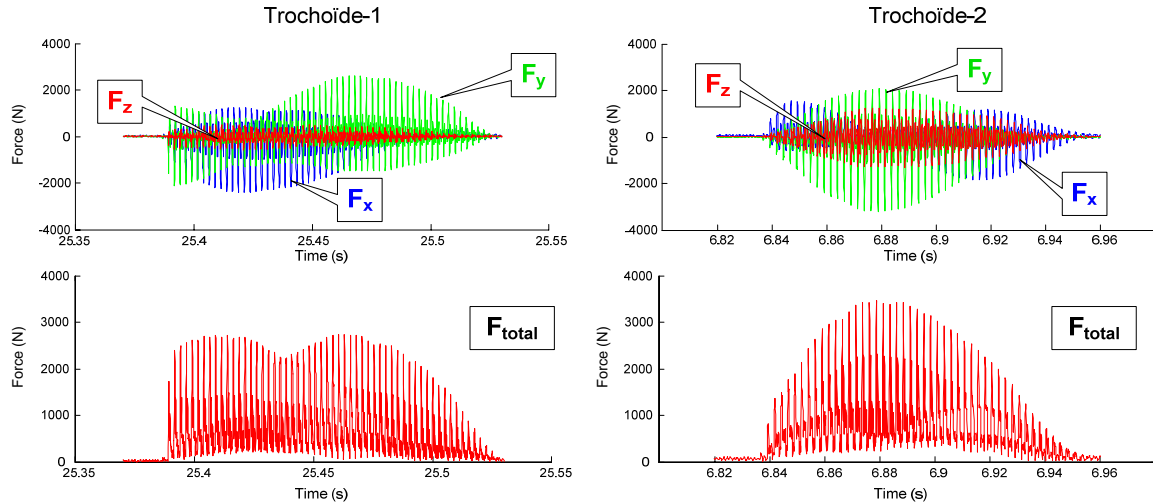 Trochoïde-1
Trochoïde-2
4000
2000
0
-2000
-4000
Force (N)
25.35
25.4
25.45
25.5
25.55
Time (s)
Fz
Fy
Fx
4000
2000
0
-2000
-4000
Force (N)
6.82
6.84
6.86
6.88
6.9
6.92
6.94
6.96
Time (s)
Fz
Fy
Fx
4000
3000
2000
1000
0
Force (N)
25.35
25.4
25.45
25.5
25.55
Time (s)
Ftotal
4000
3000
2000
1000
0
Force (N)
6.82
6.84
6.86
6.88
6.9
6.92
6.94
6.96
Time (s)
Ftotal